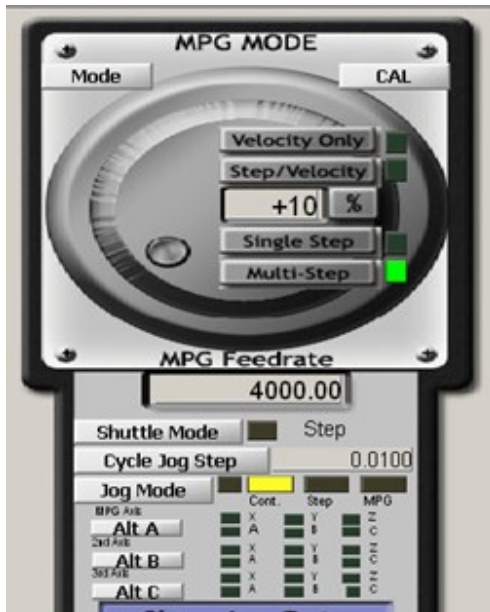 MPG MODE
Mode CAL
Velocity Only
Step/Velocity
+10 %
Single Step
Multi-Step
MPG Feedrate
4000.00
Shuttle Mode Step
Cycle Jog Step 0.0100
Jog Mode
Cont. Step MPG
MPG Axis
X Y Z
Alt A A B C
2nd Axis
X Y Z
Alt B A B C
3rd Axis
X Y Z
Alt C A B C